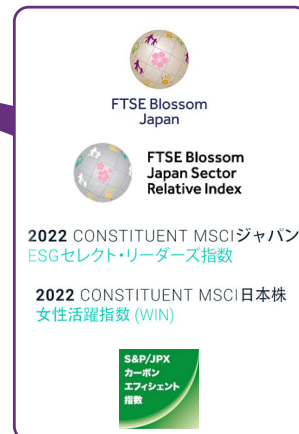 FTSE Blossom
Japan
FTSE Blossom
Japan Sector
Relative Index
2022 CONSTITUENT MSCIジャパン
ESGセレクト・リーダーズ指数
2022 CONSTITUENT MSCI日本株
女性活躍指数 (WIN)
S&P/JPX
カーボン
エフィシェント
指数